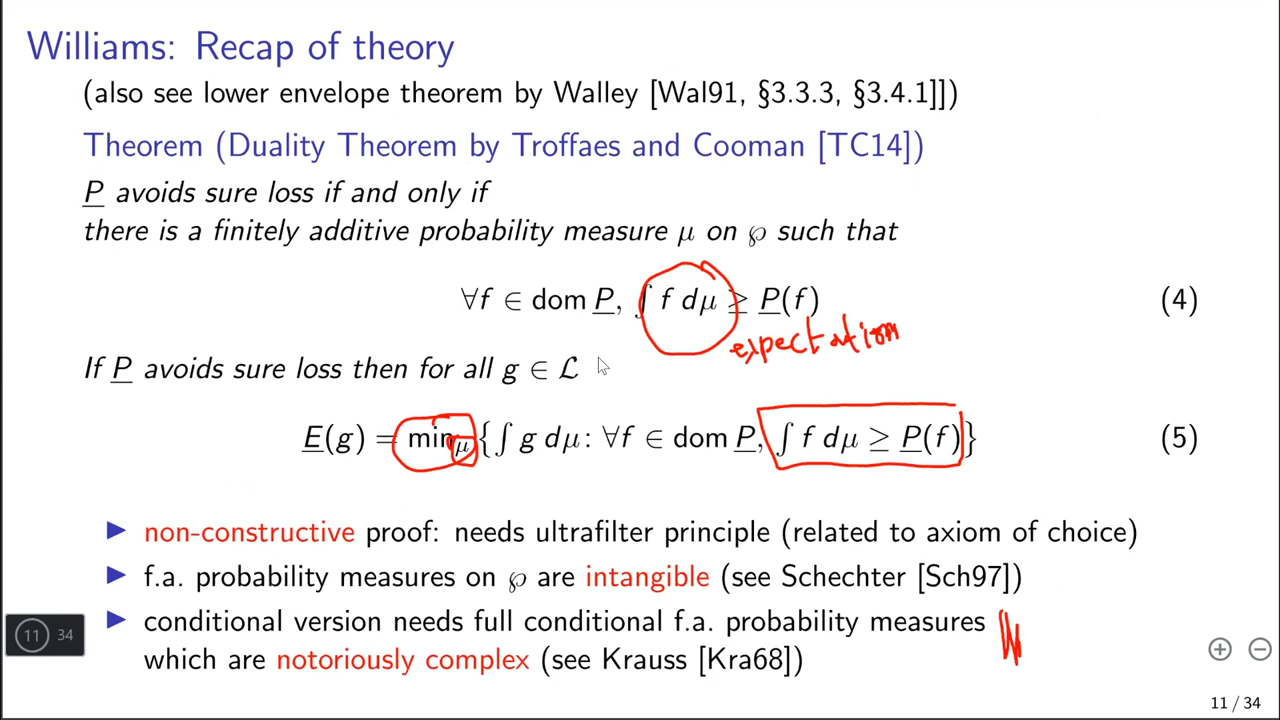 Williams: Recap of theory
(also see lower envelope theorem by Walley [Wal91, §3.3.3, §3.4.1]])
Theorem (Duality Theorem by Troffaes and Cooman [TC14])
P avoids sure loss if and only if
there is a finitely additive probability measure μ on ℘ such that
∀f ∈ dom P, ∫ f dμ ≥ P(f) (4)
expectation
If P avoids sure loss then for all g ∈ ℒ
E(g) = min_μ {∫ g dμ: ∀f ∈ dom P, ∫ f dμ ≥ P(f)} (5)
▶ non-constructive proof: needs ultrafilter principle (related to axiom of choice)
▶ f.a. probability measures on ℘ are intangible (see Schechter [Sch97])
▶ conditional version needs full conditional f.a. probability measures
which are notoriously complex (see Krauss [Kra68])
11 34
11 / 34